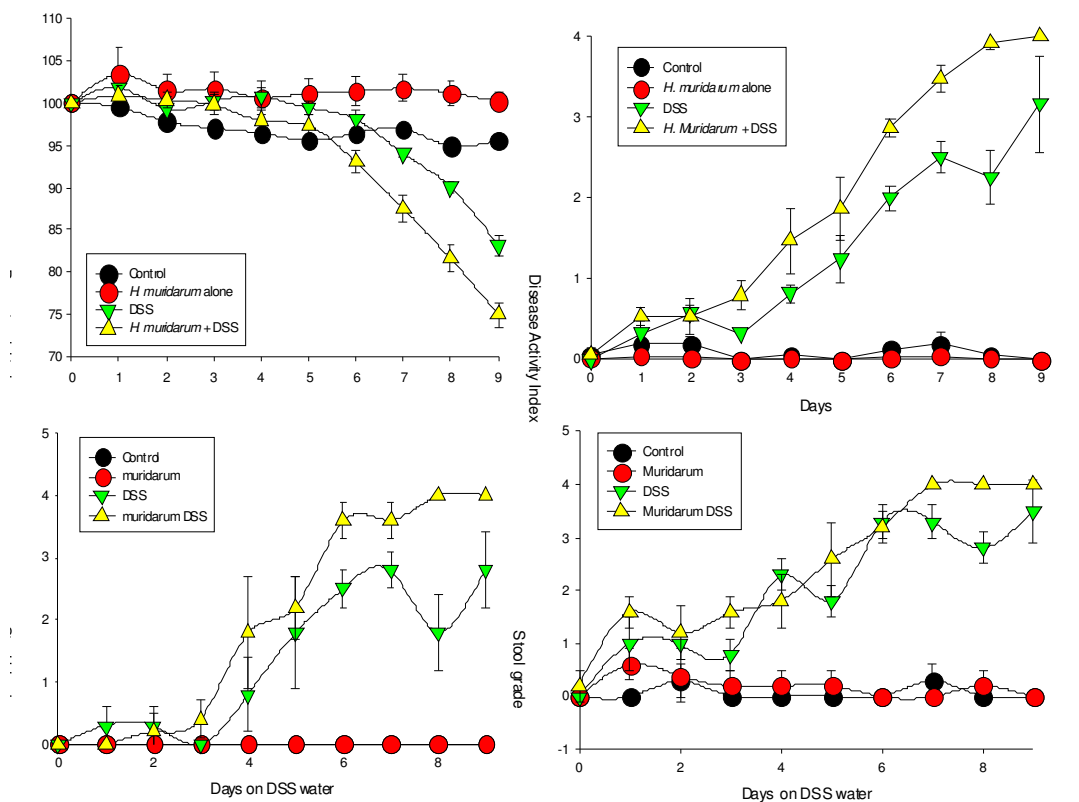 110
105
100
95
90
85
80
75
70
0 1 2 3 4 5 6 7 8 9
Control
H muridarum alone
DSS
H muridarum + DSS
Disease Activity Index
4
3
2
1
0
0 1 2 3 4 5 6 7 8 9
Days
Control
H. muridarum alone
DSS
H. Muridarum + DSS
5
4
3
2
1
0
0 2 4 6 8
Days on DSS water
Control
muridarum
DSS
muridarum DSS
Stool grade
5
4
3
2
1
0
-1
0 2 4 6 8
Days on DSS water
Control
Muridarum
DSS
Muridarum DSS